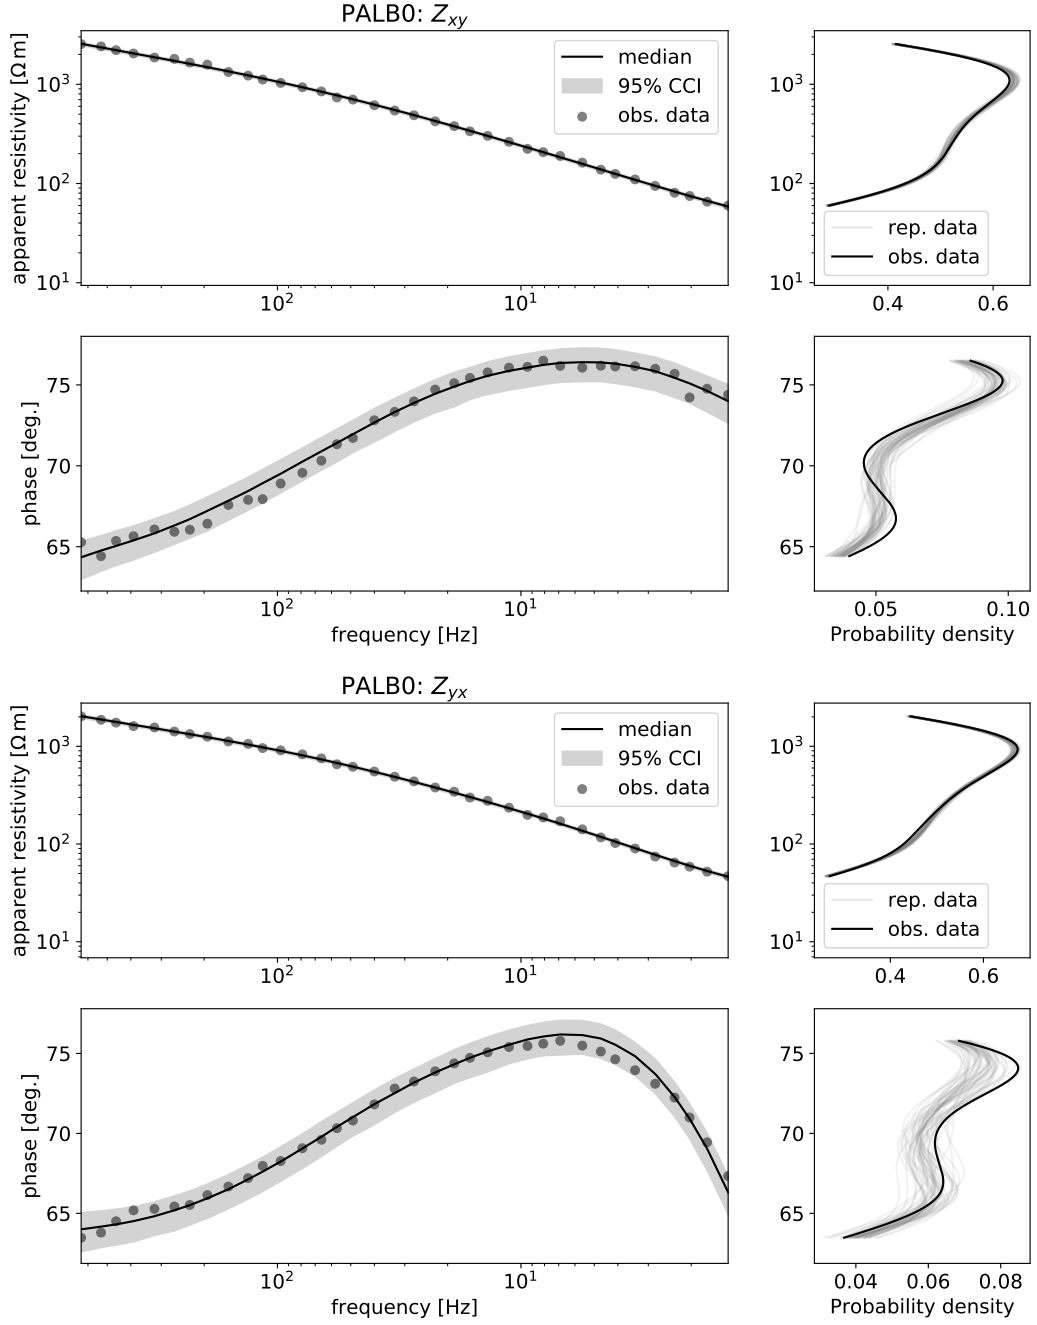 PALB0: Z_xy
apparent resistivity [Ω m]
10^3
10^2
10^1
median
95% CCI
obs. data
10^2
10^1
10^3
10^2
10^1
rep. data
obs. data
0.4
0.6
phase [deg.]
75
70
65
10^2
10^1
frequency [Hz]
75
70
65
0.05
0.10
Probability density
PALB0: Z_yx
apparent resistivity [Ω m]
10^3
10^2
10^1
median
95% CCI
obs. data
10^2
10^1
10^3
10^2
10^1
rep. data
obs. data
0.4
0.6
phase [deg.]
75
70
65
10^2
10^1
frequency [Hz]
75
70
65
0.04
0.06
0.08
Probability density